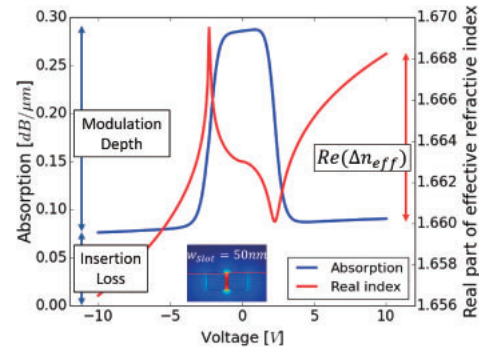 0.30
0.25
0.20
0.15
0.10
0.05
0.00
Absorption [dB/μm]
Modulation
Depth
Insertion
Loss
w_Slot = 50nm
Re(Δn_eff)
Absorption
Real index
−10
−5
0
5
10
Voltage [V]
1.670
1.668
1.666
1.664
1.662
1.660
1.658
1.656
Real part of effective refractive index